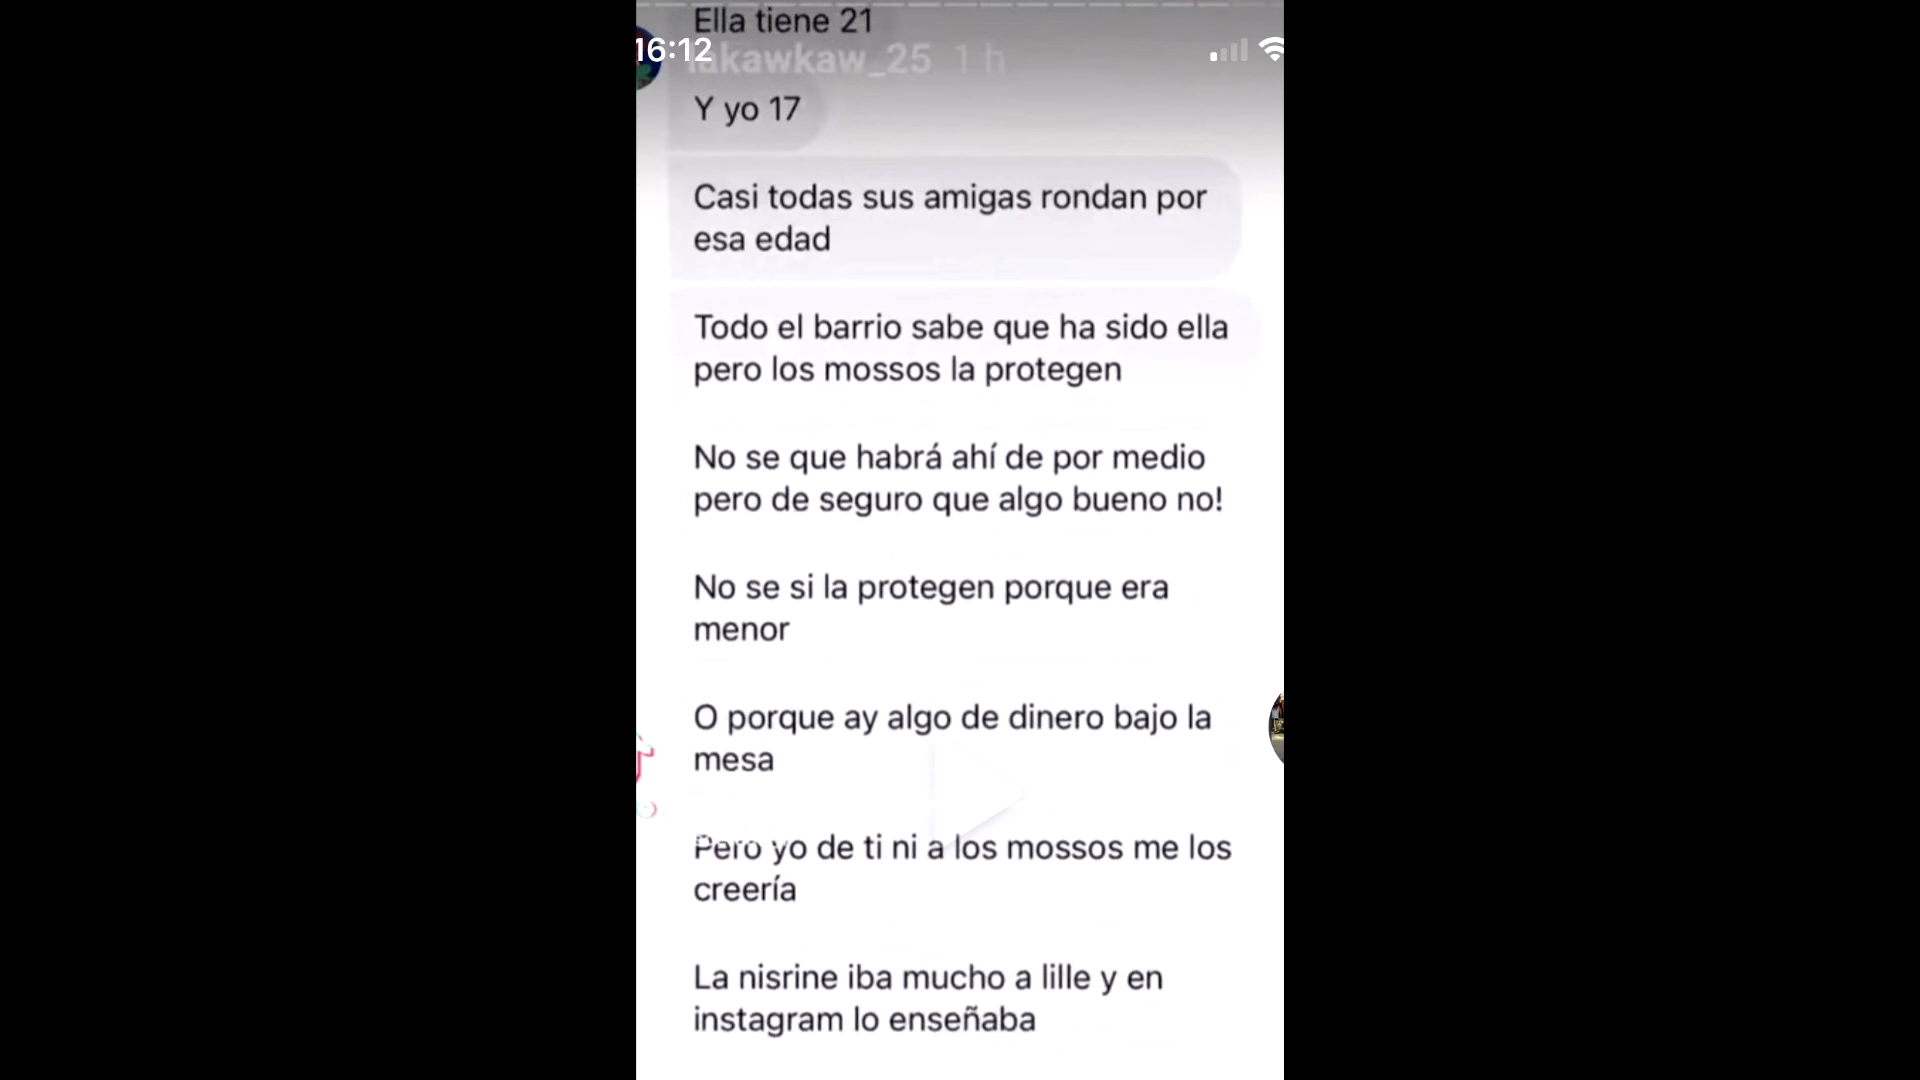 Ella tiene 21
16:12
lakawkaw_25 1 h
Y yo 17
Casi todas sus amigas rondan por
esa edad
Todo el barrio sabe que ha sido ella
pero los mossos la protegen
No se que habrá ahí de por medio
pero de seguro que algo bueno no!
No se si la protegen porque era
menor
O porque ay algo de dinero bajo la
mesa
Pero yo de ti ni a los mossos me los
creería
La nisrine iba mucho a lille y en
instagram lo enseñaba